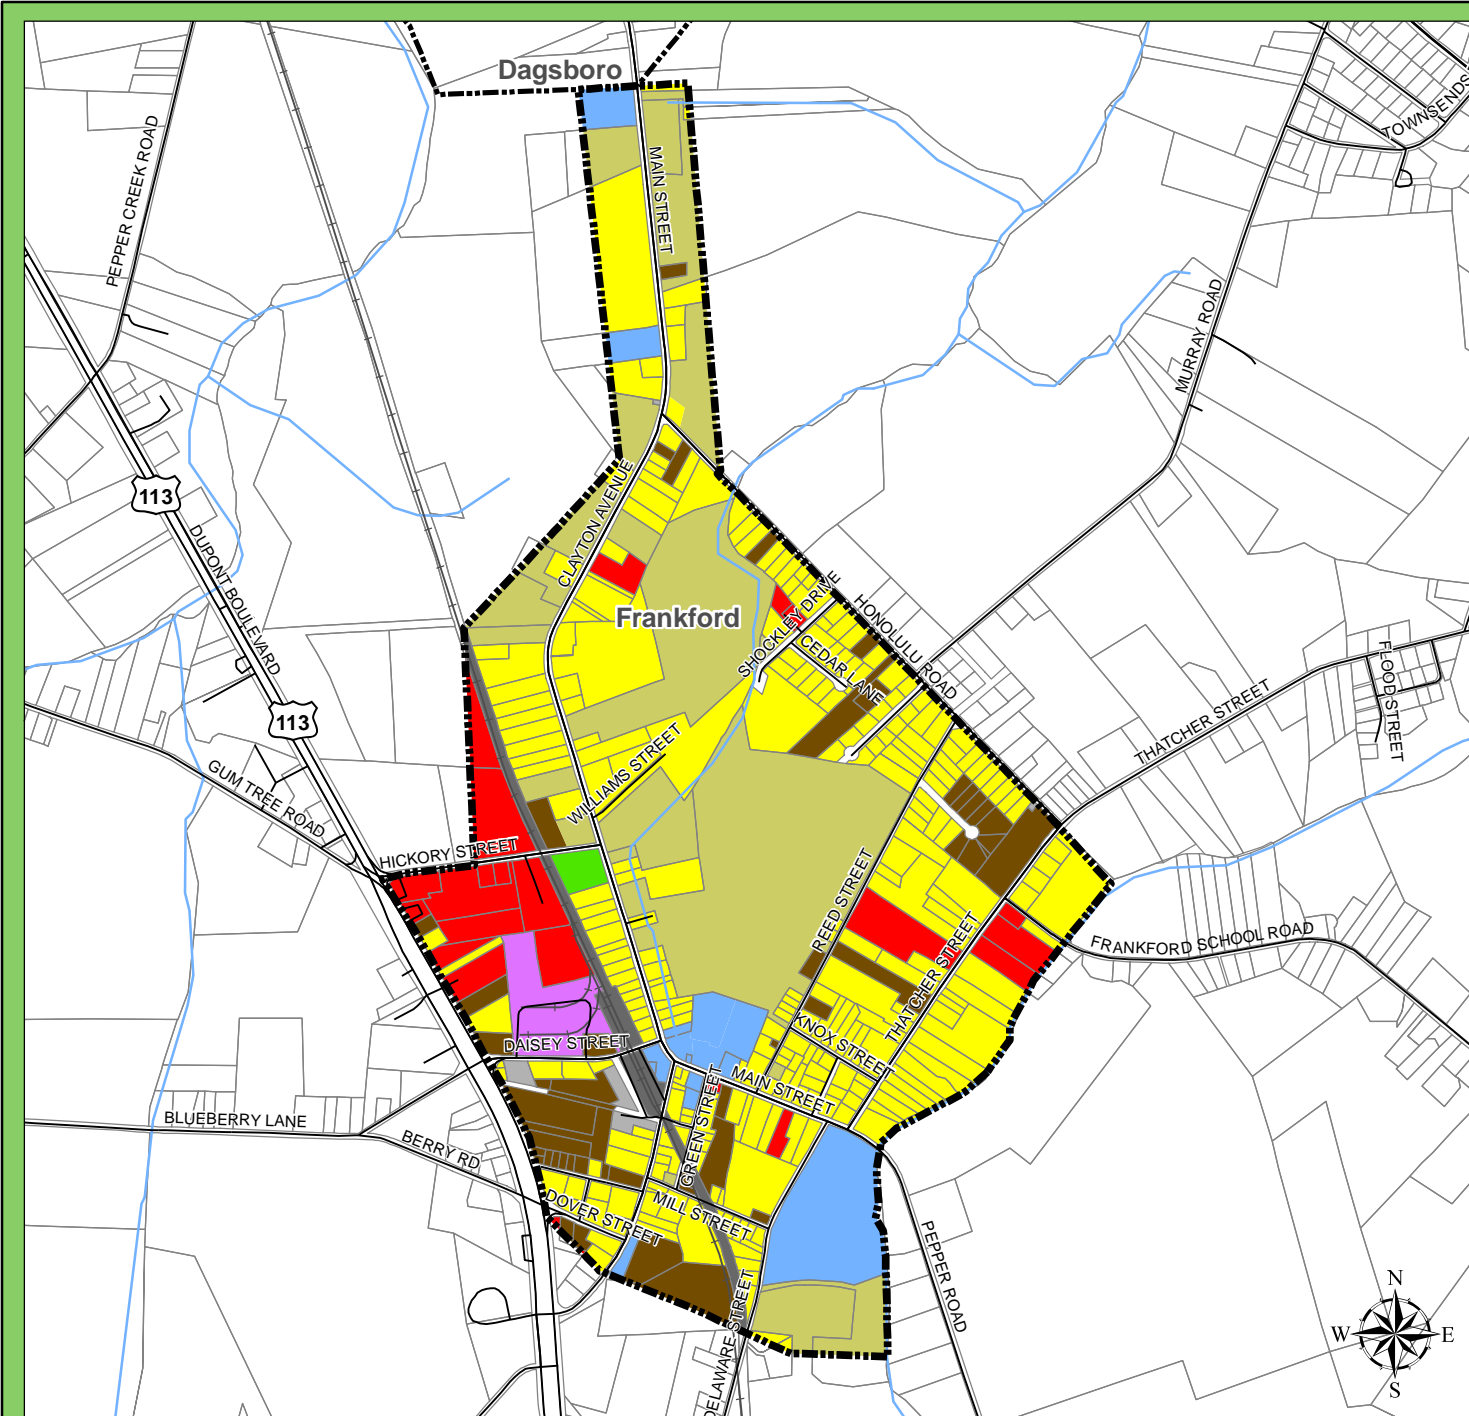 Dagsboro
TOWNSENDS
PEPPER CREEK ROAD
MAIN STREET
MURRAY ROAD
113
CLAYTON AVENUE
DUPONT BOULEVARD
Frankford
SHOCKLEY DRIVE
HONOLULU ROAD
CEDAR LANE
FLOOD STREET
THATCHER STREET
113
WILLIAMS STREET
GUM TREE ROAD
HICKORY STREET
REED STREET
THATCHER STREET
FRANKFORD SCHOOL ROAD
KNOX STREET
DAISEY STREET
MAIN STREET
GREEN STREET
BLUEBERRY LANE
BERRY RD
DOVER STREET
MILL STREET
PEPPER ROAD
DELAWARE STREET
N
W
E
S